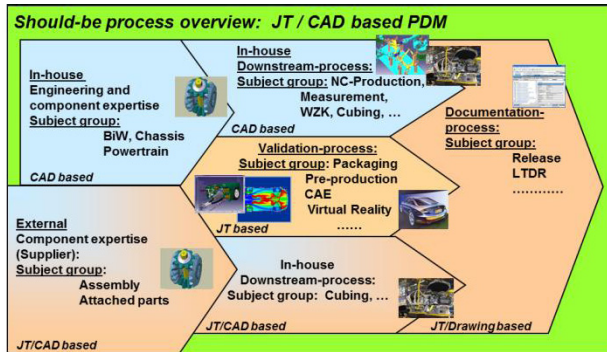 Should-be process overview: JT / CAD based PDM
In-house
Engineering and
component expertise
Subject group:
BiW, Chassis
Powertrain
CAD based
In-house
Downstream-process:
Subject group: NC-Production,
Measurement,
WZK, Cubing, ...
CAD based
Validation-process:
Subject group: Packaging
Pre-production
CAE
Virtual Reality
......
JT based
Documentation-
process:
Subject group:
Release
LTDR
............
JT/Drawing based
External
Component expertise
(Supplier):
Subject group:
Assembly
Attached parts
JT/CAD based
In-house
Downstream-process:
Subject group: Cubing, ...
JT/CAD based